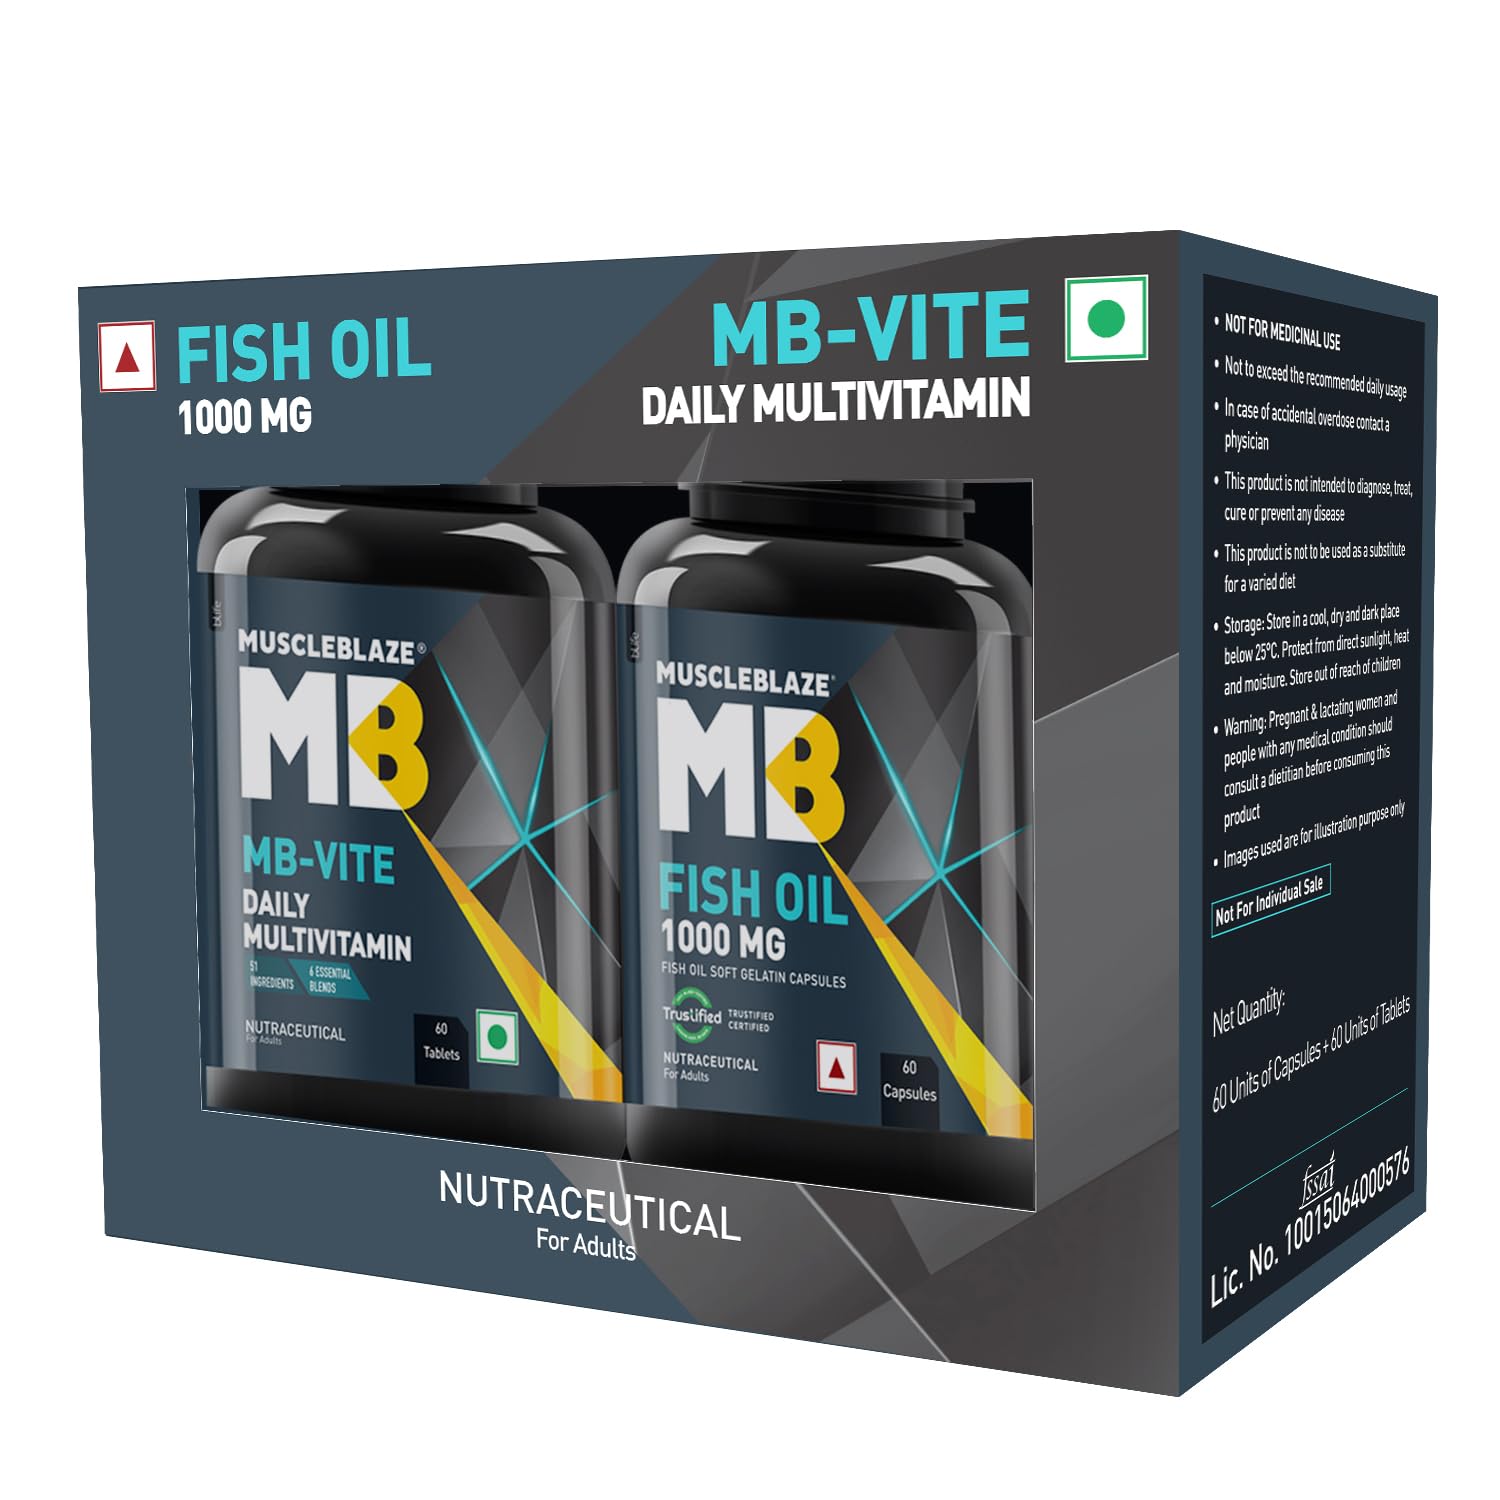 FISH OIL
1000 MG
MB-VITE
DAILY MULTIVITAMIN
bLife
MUSCLEBLAZE®
MB
MB-VITE
DAILY
MULTIVITAMIN
51
INGREDIENTS
6 ESSENTIAL
BLENDS
NUTRACEUTICAL
For Adults
60
Tablets
bLife
MUSCLEBLAZE®
MB
FISH OIL
1000 MG
FISH OIL SOFT GELATIN CAPSULES
Trustified
TRUSTIFIED
CERTIFIED
NUTRACEUTICAL
For Adults
60
Capsules
NUTRACEUTICAL
For Adults
• NOT FOR MEDICINAL USE
• Not to exceed the recommended daily usage
• In case of accidental overdose contact a
physician
• This product is not intended to diagnose, treat,
cure or prevent any disease
• This product is not to be used as a substitute
for a varied diet
• Storage: Store in a cool, dry and dark place
below 25°C. Protect from direct sunlight, heat
and moisture. Store out of reach of children
• Warning: Pregnant & lactating women and
people with any medical condition should
consult a dietitian before consuming this
product
• Images used are for illustration purpose only
Not For Individual Sale
Net Quantity:
60 Units of Capsules + 60 Units of Tablets
fssai
Lic. No. 10015064000576